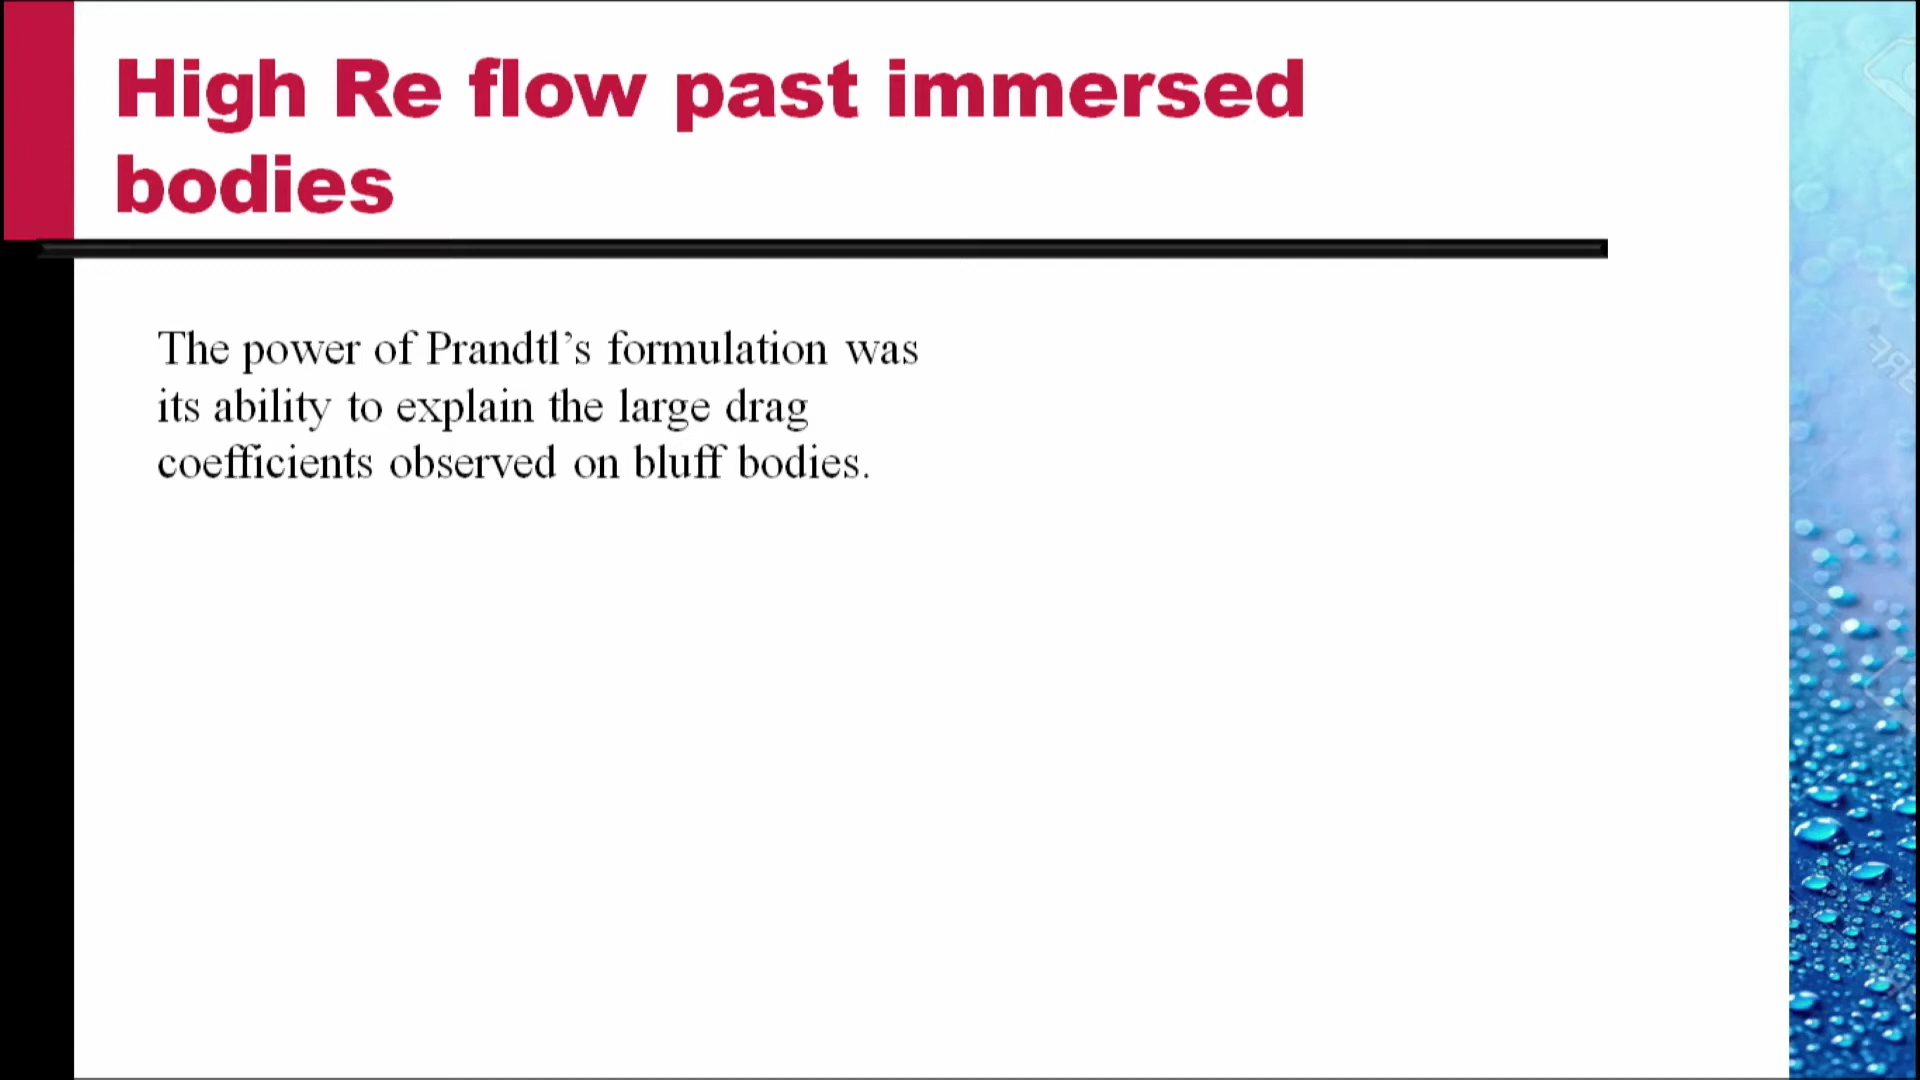 High Re flow past immersed
bodies
The power of Prandtl’s formulation was
its ability to explain the large drag
coefficients observed on bluff bodies.